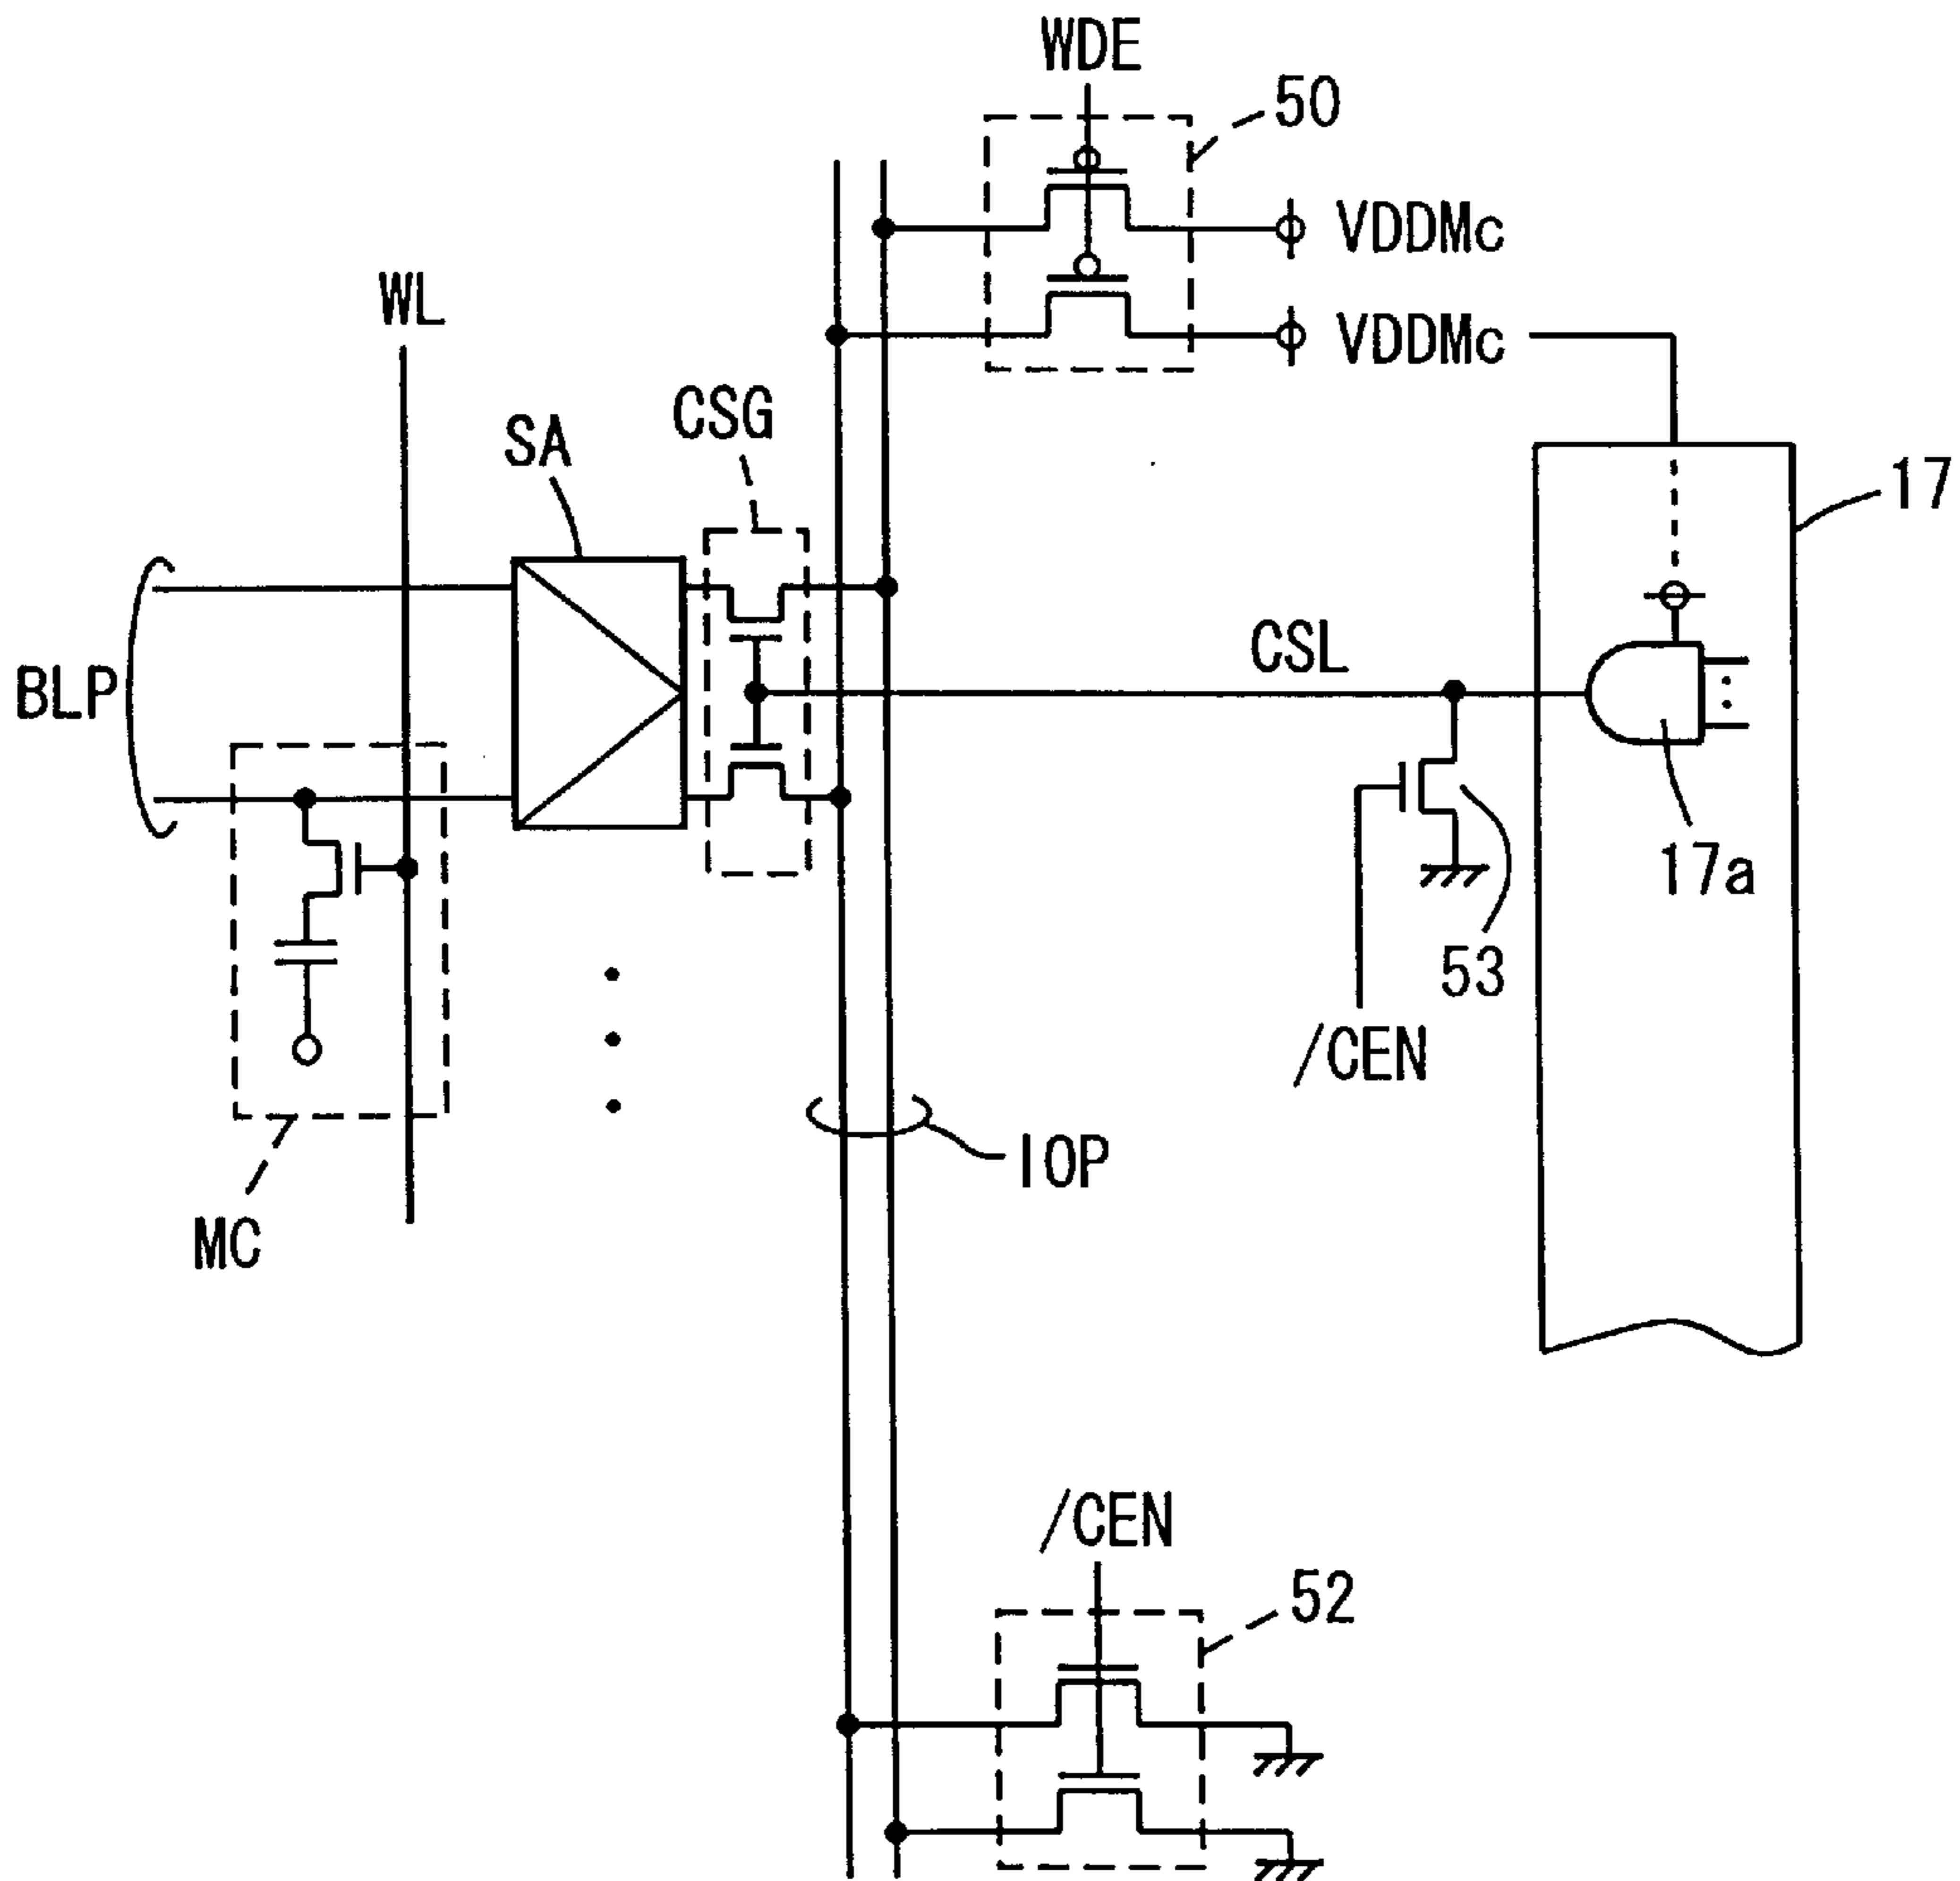 WDE
50
VDDMc
WL
VDDMc
CSG
SA
17
CSL
BLP
17a
53
/CEN
IOP
MC
/CEN
52